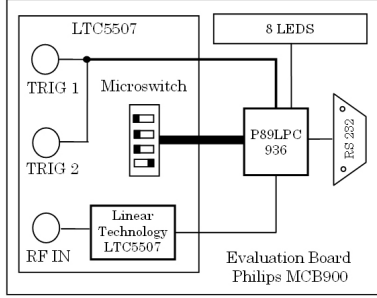 LTC5507
8 LEDS
TRIG 1
Microswitch
TRIG 2
P89LPC
936
RS 232
RF IN
Linear
Technology
LTC5507
Evaluation Board
Philips MCB900